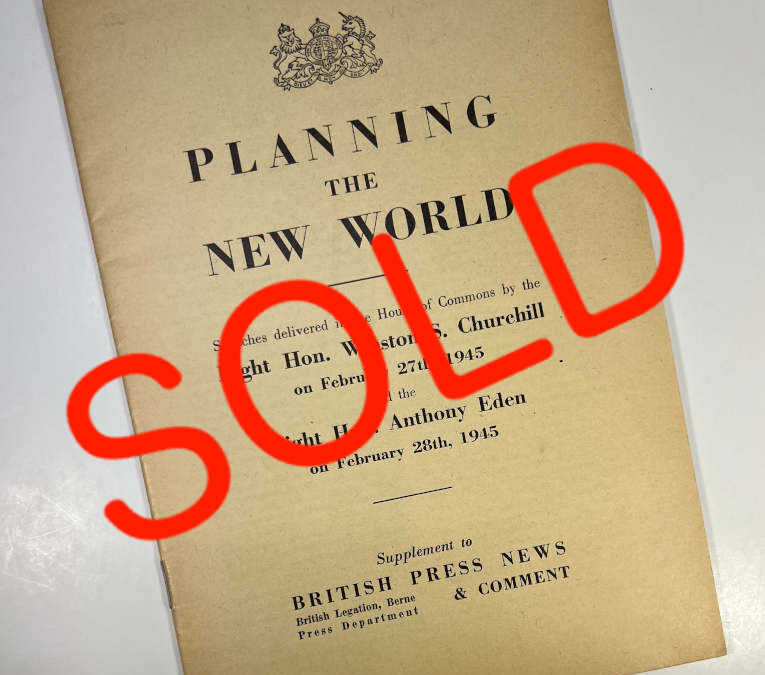 PLANNING
THE
NEW WORLD
Speeches delivered in the House of Commons by the
Right Hon. Winston S. Churchill
on February 27th, 1945
and the
Right Hon. Anthony Eden
on February 28th, 1945
Supplement to
BRITISH PRESS NEWS
& COMMENT
British Legation, Berne
Press Department
SOLD